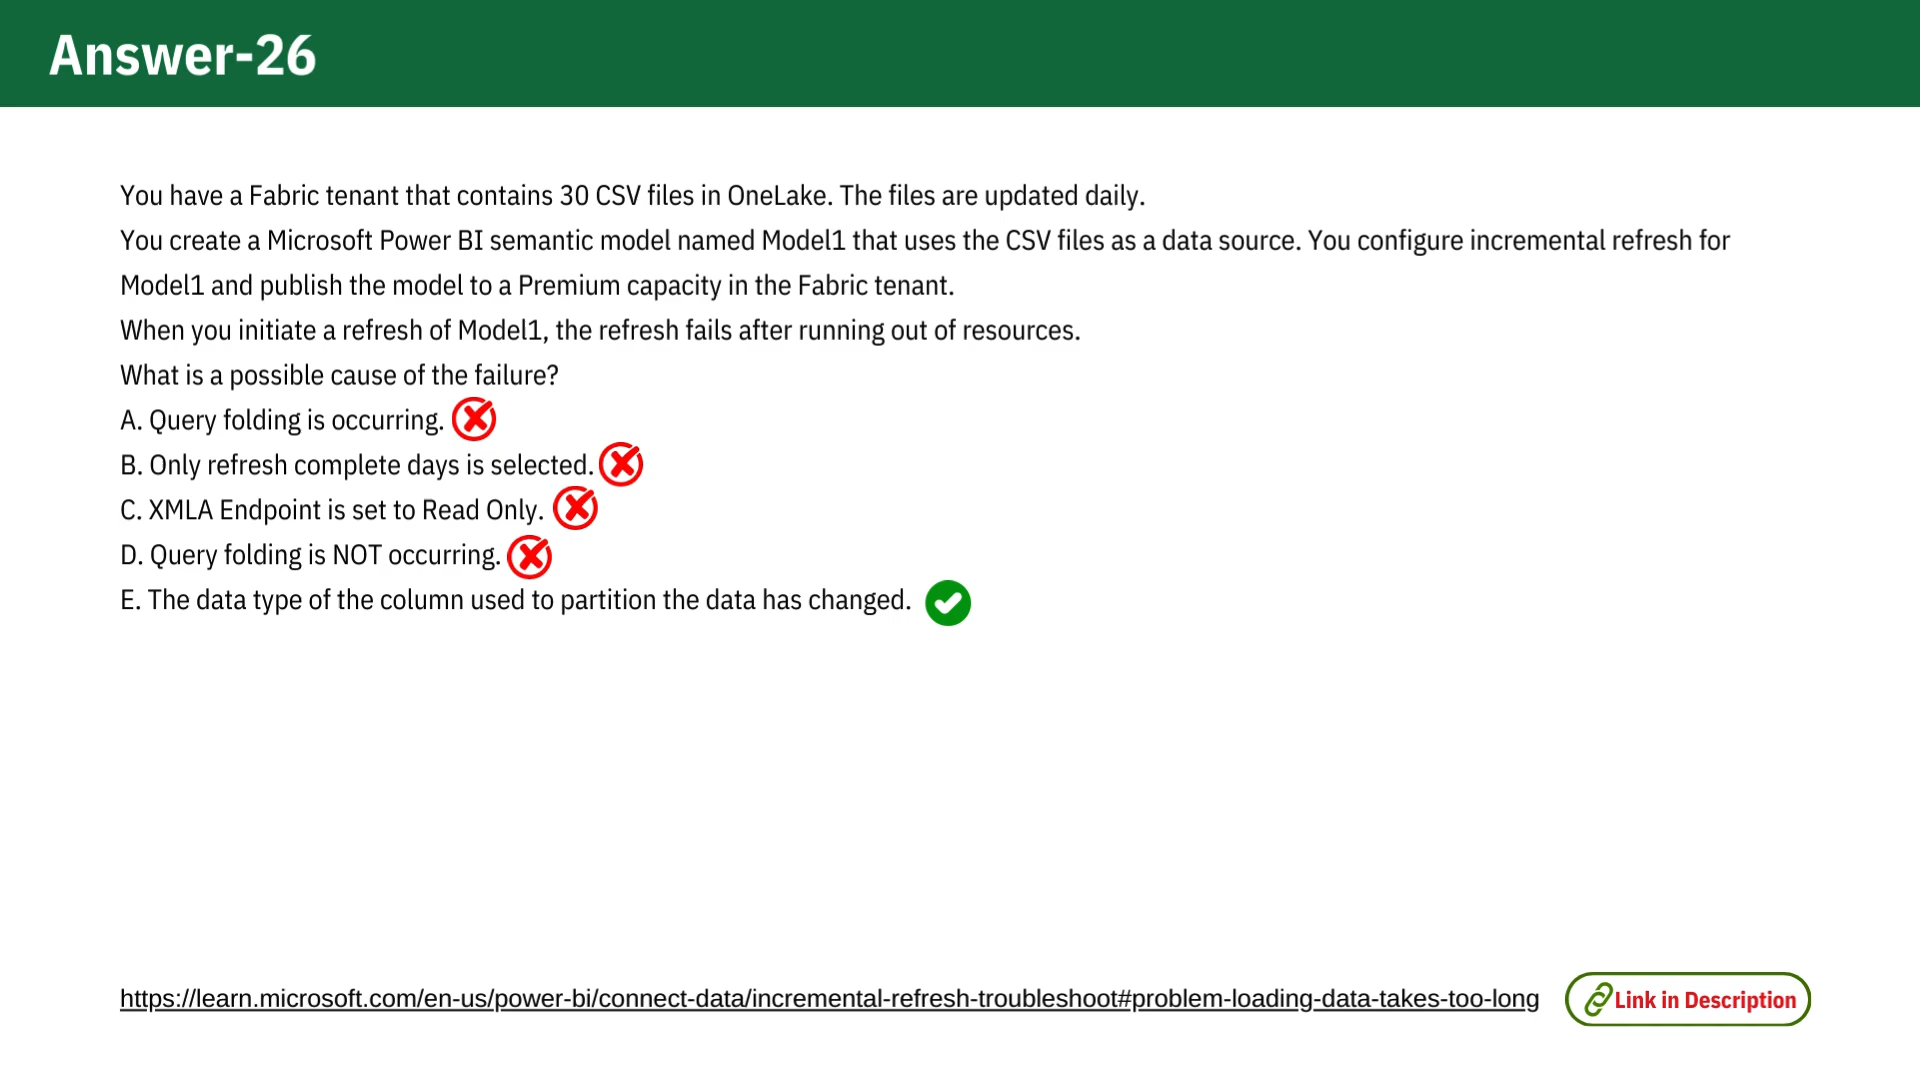 Answer-26
You have a Fabric tenant that contains 30 CSV files in OneLake. The files are updated daily.
You create a Microsoft Power BI semantic model named Model1 that uses the CSV files as a data source. You configure incremental refresh for
Model1 and publish the model to a Premium capacity in the Fabric tenant.
When you initiate a refresh of Model1, the refresh fails after running out of resources.
What is a possible cause of the failure?
A. Query folding is occurring.
B. Only refresh complete days is selected.
C. XMLA Endpoint is set to Read Only.
D. Query folding is NOT occurring.
E. The data type of the column used to partition the data has changed.
https://learn.microsoft.com/en-us/power-bi/connect-data/incremental-refresh-troubleshoot#problem-loading-data-takes-too-long
Link in Description